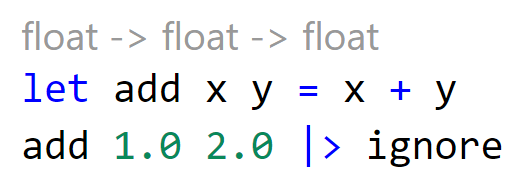 float -> float -> float
let add x y = x + y
add 1.0 2.0 |> ignore